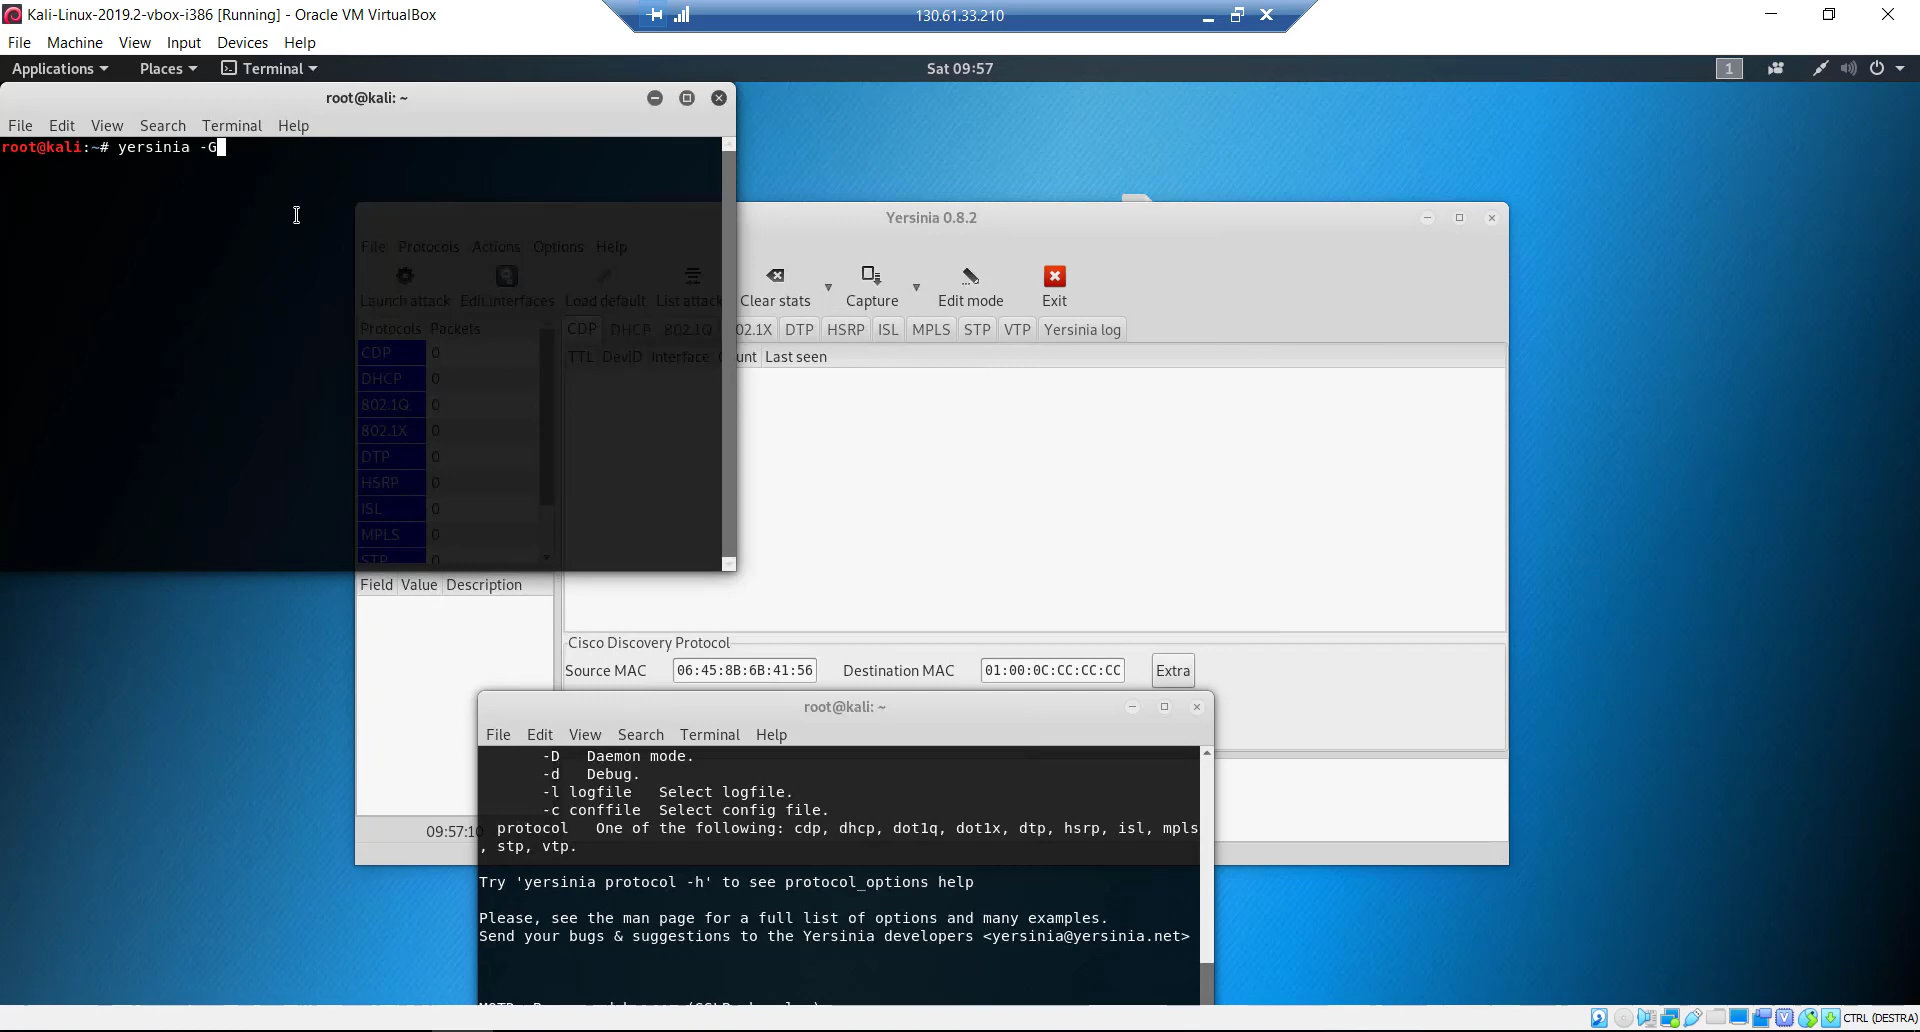 Kali-Linux-2019.2-vbox-i386 [Running] - Oracle VM VirtualBox
130.61.33.210
File Machine View Input Devices Help
Applications Places Terminal
Sat 09:57
1
root@kali: ~
File Edit View Search Terminal Help
root@kali:~# yersinia -G
Yersinia 0.8.2
File Protocols Actions Options Help
Launch attack Edit interfaces Load default List attack Clear stats Capture Edit mode Exit
Protocols Packets
CDP 0
DHCP 0
802.1Q 0
802.1X 0
DTP 0
HSRP 0
ISL 0
MPLS 0
STP 0
CDP DHCP 802.1Q 02.1X DTP HSRP ISL MPLS STP VTP Yersinia log
TTL DevID Interface C unt Last seen
Field Value Description
Cisco Discovery Protocol
Source MAC 06:45:8B:6B:41:56 Destination MAC 01:00:0C:CC:CC:CC Extra
09:57:10
root@kali: ~
File Edit View Search Terminal Help
-D Daemon mode.
-d Debug.
-l logfile Select logfile.
-c conffile Select config file.
protocol One of the following: cdp, dhcp, dot1q, dot1x, dtp, hsrp, isl, mpls
, stp, vtp.
Try 'yersinia protocol -h' to see protocol_options help
Please, see the man page for a full list of options and many examples.
Send your bugs & suggestions to the Yersinia developers <yersinia@yersinia.net>
CTRL (DESTRA)